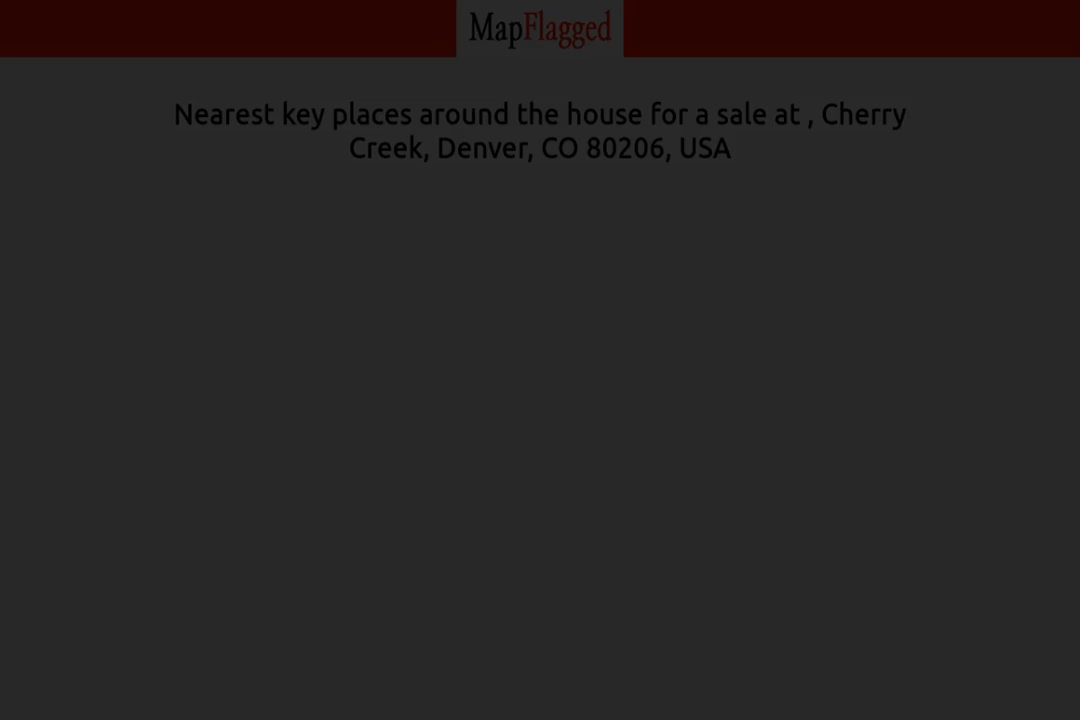 MapFlagged
Nearest key places around the house for a sale at , Cherry
Creek, Denver, CO 80206, USA